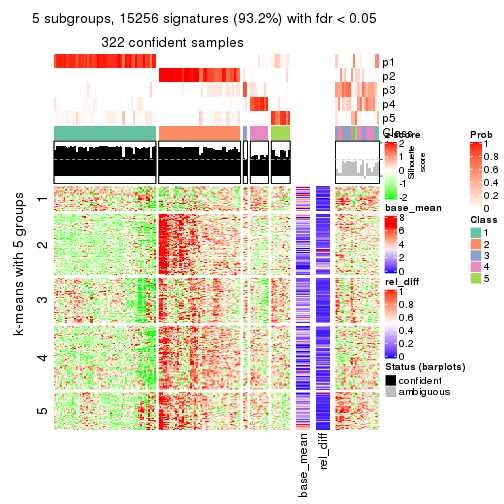 5 subgroups, 15256 signatures (93.2%) with fdr < 0.05
322 confident samples
p1
p2
p3
p4
p5
Class
z-score
2
1
0
-1
-2
Silhouette
score
Prob
1
0.8
0.6
0.4
0.2
0
base_mean
8
6
4
2
0
Class
1
2
3
4
5
rel_diff
1
0.8
0.6
0.4
0.2
0
Status (barplots)
confident
ambiguous
k-means with 5 groups
1
2
3
4
5
base_mean
rel_diff